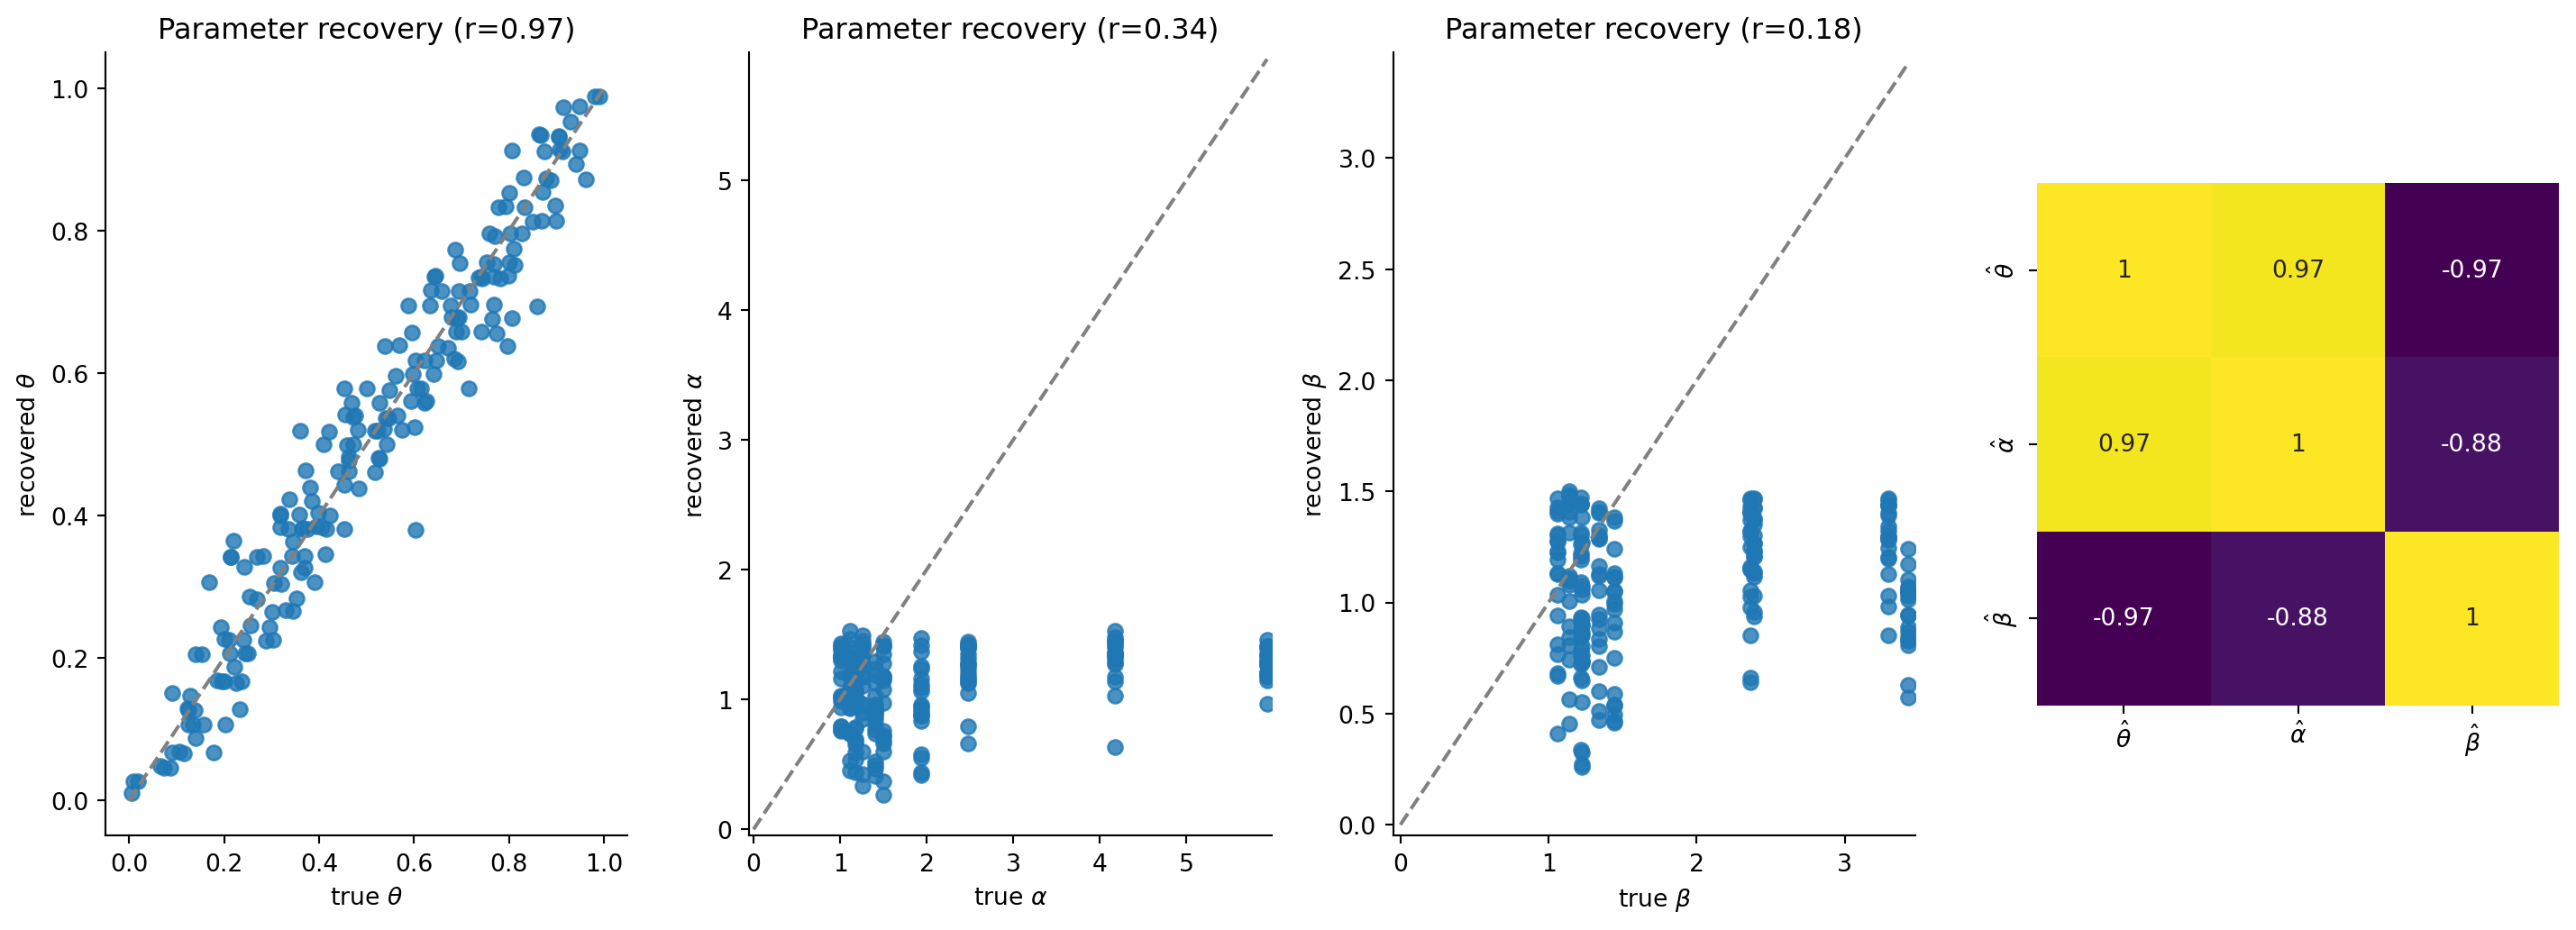 Parameter recovery (r=0.97)
recovered θ
1.0
0.8
0.6
0.4
0.2
0.0
0.0 0.2 0.4 0.6 0.8 1.0
true θ
Parameter recovery (r=0.34)
recovered α
5
4
3
2
1
0
0 1 2 3 4 5
true α
Parameter recovery (r=0.18)
recovered β
3.0
2.5
2.0
1.5
1.0
0.5
0.0
0 1 2 3
true β
θ̂ 1 0.97 -0.97
α̂ 0.97 1 -0.88
β̂ -0.97 -0.88 1
θ̂ α̂ β̂